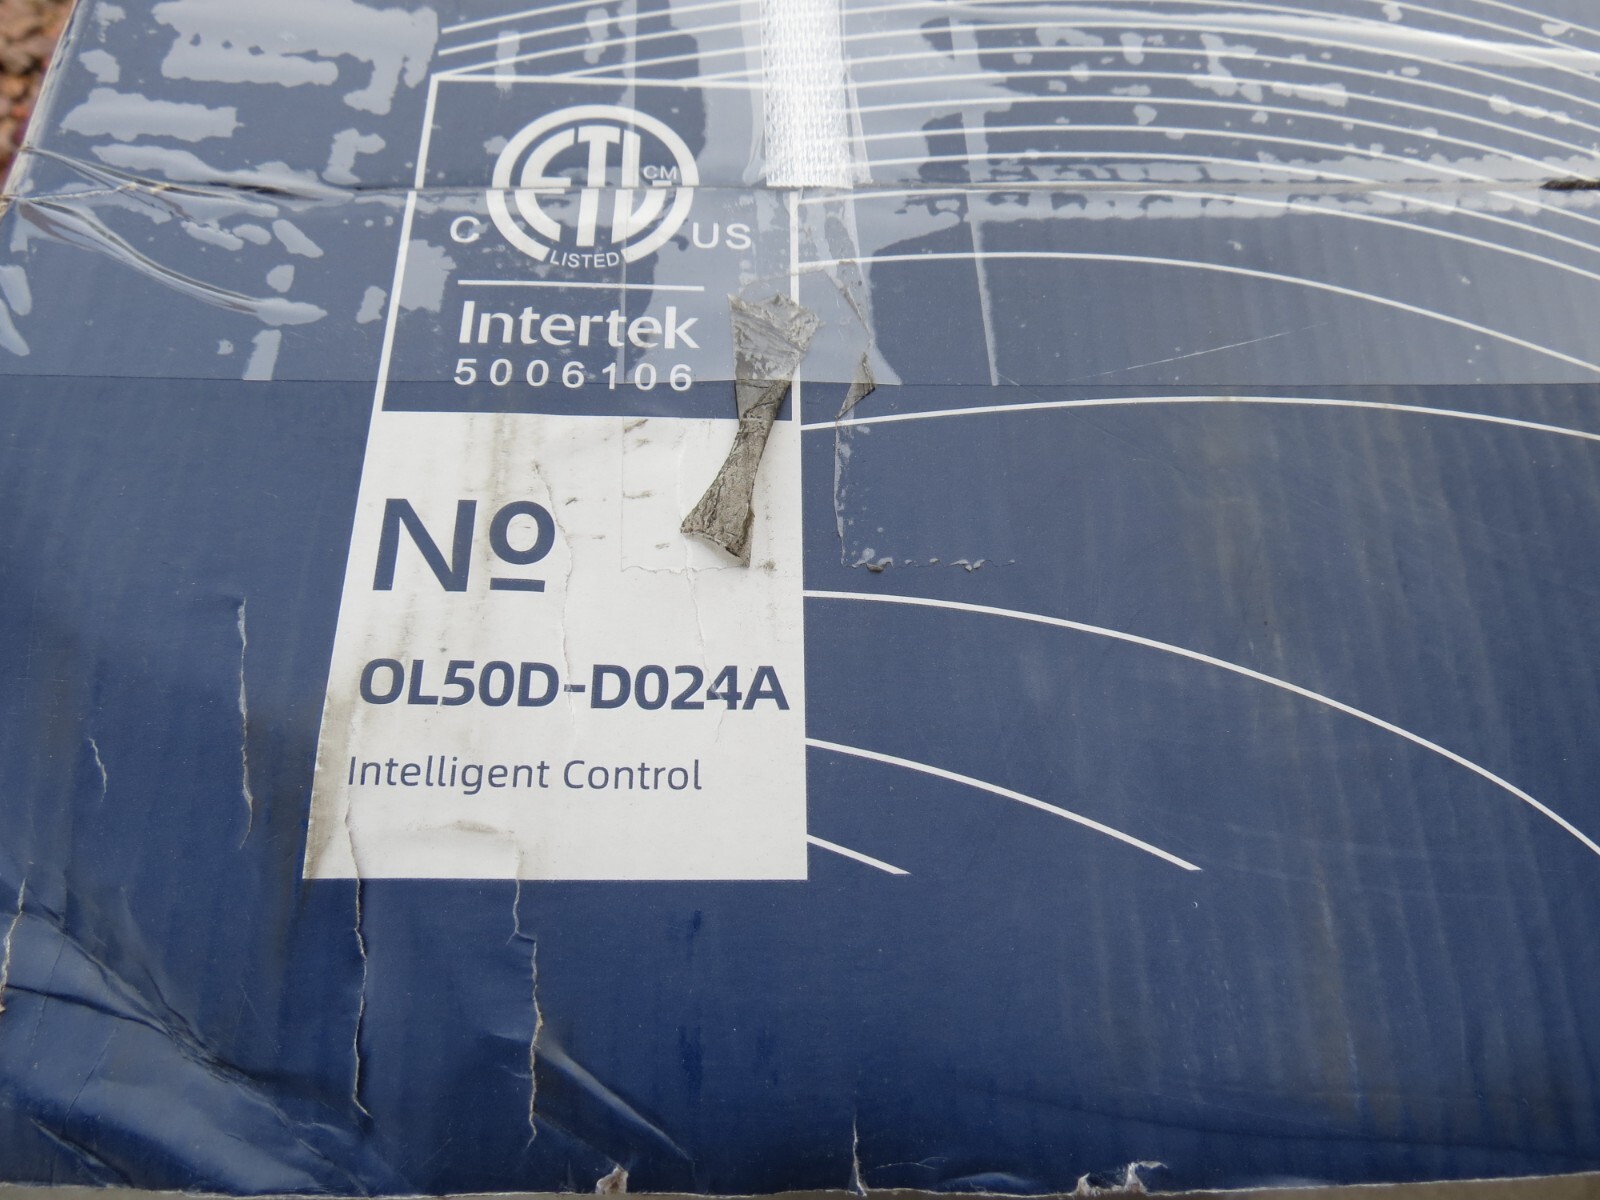 ETL CM
C US
LISTED
Intertek
5006106
Nº
OL50D-D024A
Intelligent Control